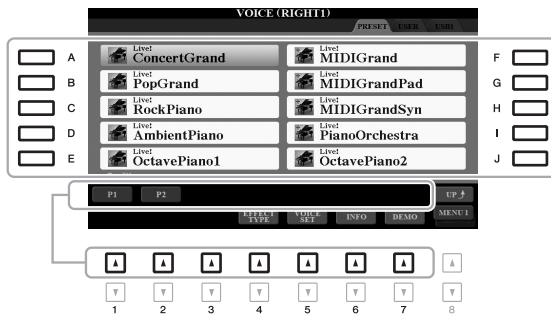 VOICE (RIGHT1)
PRESET USER USB1
A Live! ConcertGrand Live! MIDIGrand F
B Live! PopGrand Live! MIDIGrandPad G
C Live! RockPiano Live! MIDIGrandSyn H
D Live! AmbientPiano Live! PianoOrchestra I
E Live! OctavePiano1 Live! OctavePiano2 J
P1 P2 UP
EFFECT TYPE VOICE SET INFO DEMO MENU 1
1 2 3 4 5 6 7 8